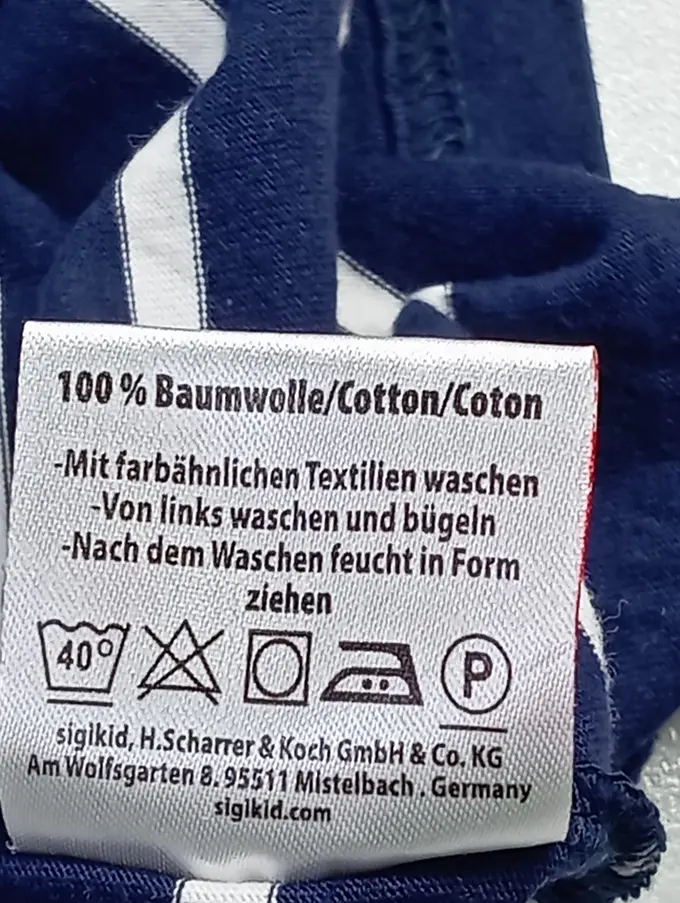 100 % Baumwolle/Cotton/Coton
-Mit farbähnlichen Textilien waschen
-Von links waschen und bügeln
-Nach dem Waschen feucht in Form
ziehen
40° P
sigikid, H.Scharrer & Koch GmbH & Co. KG
Am Wolfsgarten 8. 95511 Mistelbach . Germany
sigikid.com